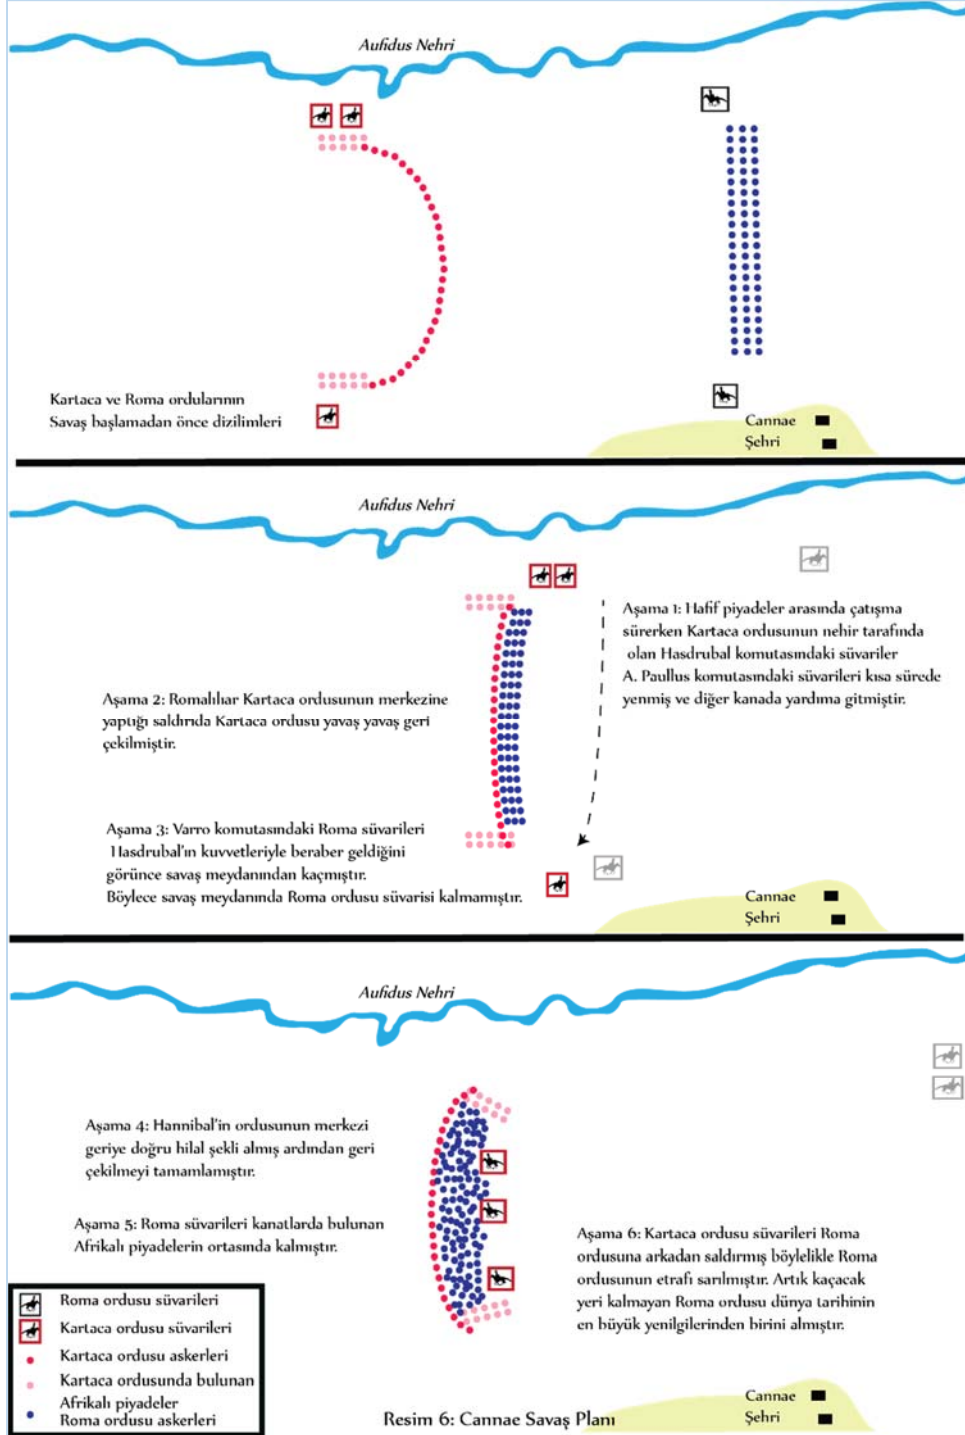 Aufidus Nehri
Kartaca ve Roma ordularının
Savaş başlamadan önce dizilimleri
Cannae
Şehri
Aufidus Nehri
Aşama 1: Hafif piyadeler arasında çatışma
sürerken Kartaca ordusunun nehir tarafında
olan Hasdrubal komutasındaki süvariler
A. Paullus komutasındaki süvarileri kısa sürede
yenmiş ve diğer kanada yardıma gitmiştir.
Aşama 2: Romalılıar Kartaca ordusunun merkezine
yaptığı saldırıda Kartaca ordusu yavaş yavaş geri
çekilmiştir.
Aşama 3: Varro komutasındaki Roma süvarileri
Hasdrubal'ın kuvvetleriyle beraber geldiğini
görünce savaş meydanından kaçmıştır.
Böylece savaş meydanında Roma ordusu süvarisi kalmamıştır.
Cannae
Şehri
Aufidus Nehri
Aşama 4: Hannibal'in ordusunun merkezi
geriye doğru hilal şekli almış ardından geri
çekilmeyi tamamlamıştır.
Aşama 5: Roma süvarileri kanatlarda bulunan
Afrikalı piyadelerin ortasında kalmıştır.
Aşama 6: Kartaca ordusu süvarileri Roma
ordusuna arkadan saldırmış böylelikle Roma
ordusunun etrafı sarılmıştır. Artık kaçacak
yeri kalmayan Roma ordusu dünya tarihinin
en büyük yenilgilerinden birini almıştır.
Roma ordusu süvarileri
Kartaca ordusu süvarileri
Kartaca ordusu askerleri
Kartaca ordusunda bulunan
Afrikalı piyadeler
Roma ordusu askerleri
Resim 6: Cannae Savaş Planı
Cannae
Şehri